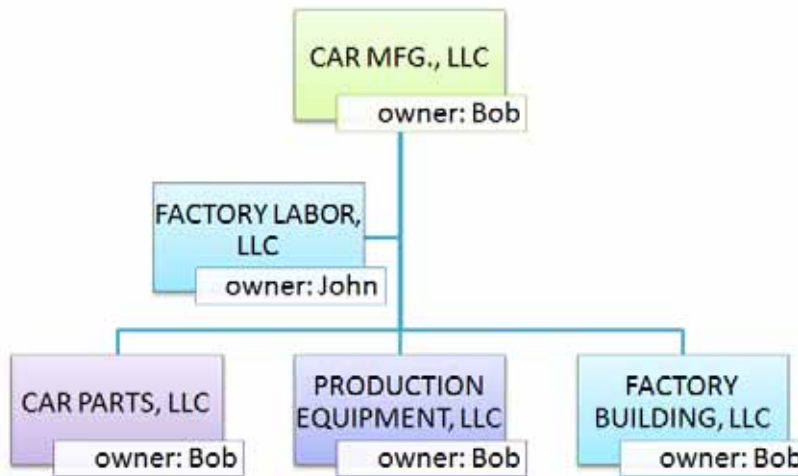 CAR MFG., LLC
owner: Bob
FACTORY LABOR,
LLC
owner: John
CAR PARTS, LLC
owner: Bob
PRODUCTION
EQUIPMENT, LLC
owner: Bob
FACTORY
BUILDING, LLC
owner: Bob